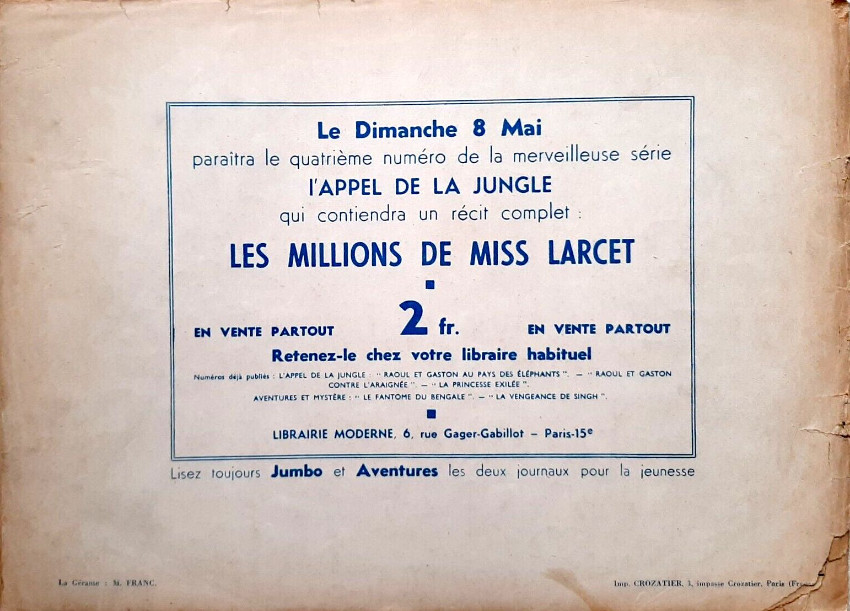 Le Dimanche 8 Mai
paraîtra le quatrième numéro de la merveilleuse série
l'APPEL DE LA JUNGLE
qui contiendra un récit complet :
LES MILLIONS DE MISS LARCET
EN VENTE PARTOUT 2 fr. EN VENTE PARTOUT
Retenez-le chez votre libraire habituel
Numéros déjà publiés : L'APPEL DE LA JUNGLE : " RAOUL ET GASTON AU PAYS DES ÉLÉPHANTS ". — " RAOUL ET GASTON
CONTRE L'ARAIGNÉE ". — " LA PRINCESSE EXILÉE ".
AVENTURES ET MYSTÈRE : " LE FANTOME DU BENGALE ". — " LA VENGEANCE DE SINGH ".
LIBRAIRIE MODERNE, 6, rue Gager-Gabillot — Paris-15e
Lisez toujours Jumbo et Aventures les deux journaux pour la jeunesse
La Gérante : M. FRANC.
Imp. CROZATIER, 3, impasse Crozatier, Paris